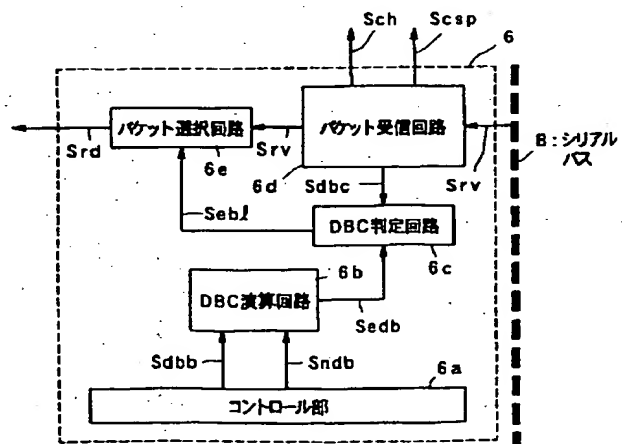 Sch
Scsp
6
パケット選択回路
6e
パケット受信回路
6d
Srd
Srv
Srv
B:シリアル
バス
Sdbc
Sebl
DBC判定回路
6c
6b
DBC演算回路
Sedb
Sdbb
Sndb
6a
コントロール部